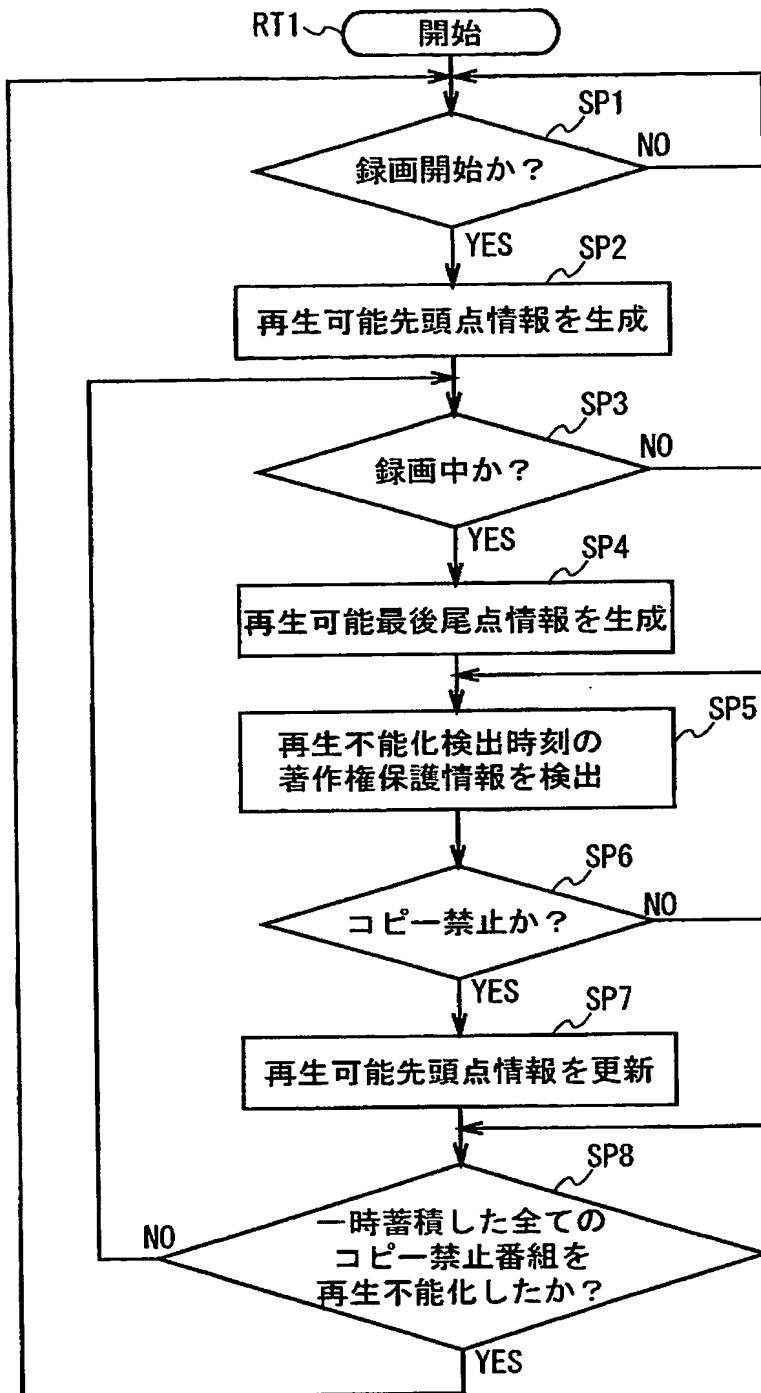 RT1
開始
SP1
録画開始か?
NO
YES
SP2
再生可能先頭点情報を生成
SP3
録画中か?
NO
YES
SP4
再生可能最後尾点情報を生成
SP5
再生不能化検出時刻の
著作権保護情報を検出
SP6
コピー禁止か?
NO
YES
SP7
再生可能先頭点情報を更新
SP8
一時蓄積した全ての
コピー禁止番組を
再生不能化したか?
NO
YES